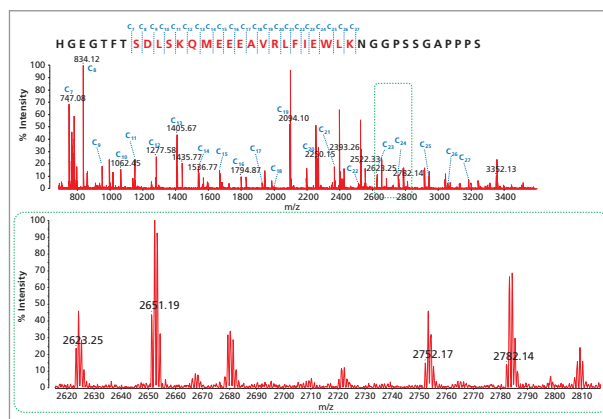 C7 C8 C9 C10 C11 C12 C13 C14 C15 C16 C17 C18 C19 C20 C21 C22 C23 C24 C25 C26 C27
HGEGTFTSDLSKQMEEEAVRLFIEWLKNGGPSSGAPPPS
% Intensity
100
90
80
70
60
50
40
30
20
10
0
C7
747.08
834.12
C8
C9
C10
1062.45
C11
C12
1277.58
C13
1405.67
1435.77
C14
1536.77
C15
C16
1794.87
C17
C18
C19
2094.10
C20
2250.15
C21
2393.26
C22
2522.33
C23
2623.25
C24
2782.14
C25
C26
C27
3352.13
800 1000 1200 1400 1600 1800 2000 2200 2400 2600 2800 3000 3200 3400
m/z
% Intensity
100
90
80
70
60
50
40
30
20
10
0
2623.25
2651.19
2752.17
2782.14
2620 2630 2640 2650 2660 2670 2680 2690 2700 2710 2720 2730 2740 2750 2760 2770 2780 2790 2800 2810
m/z